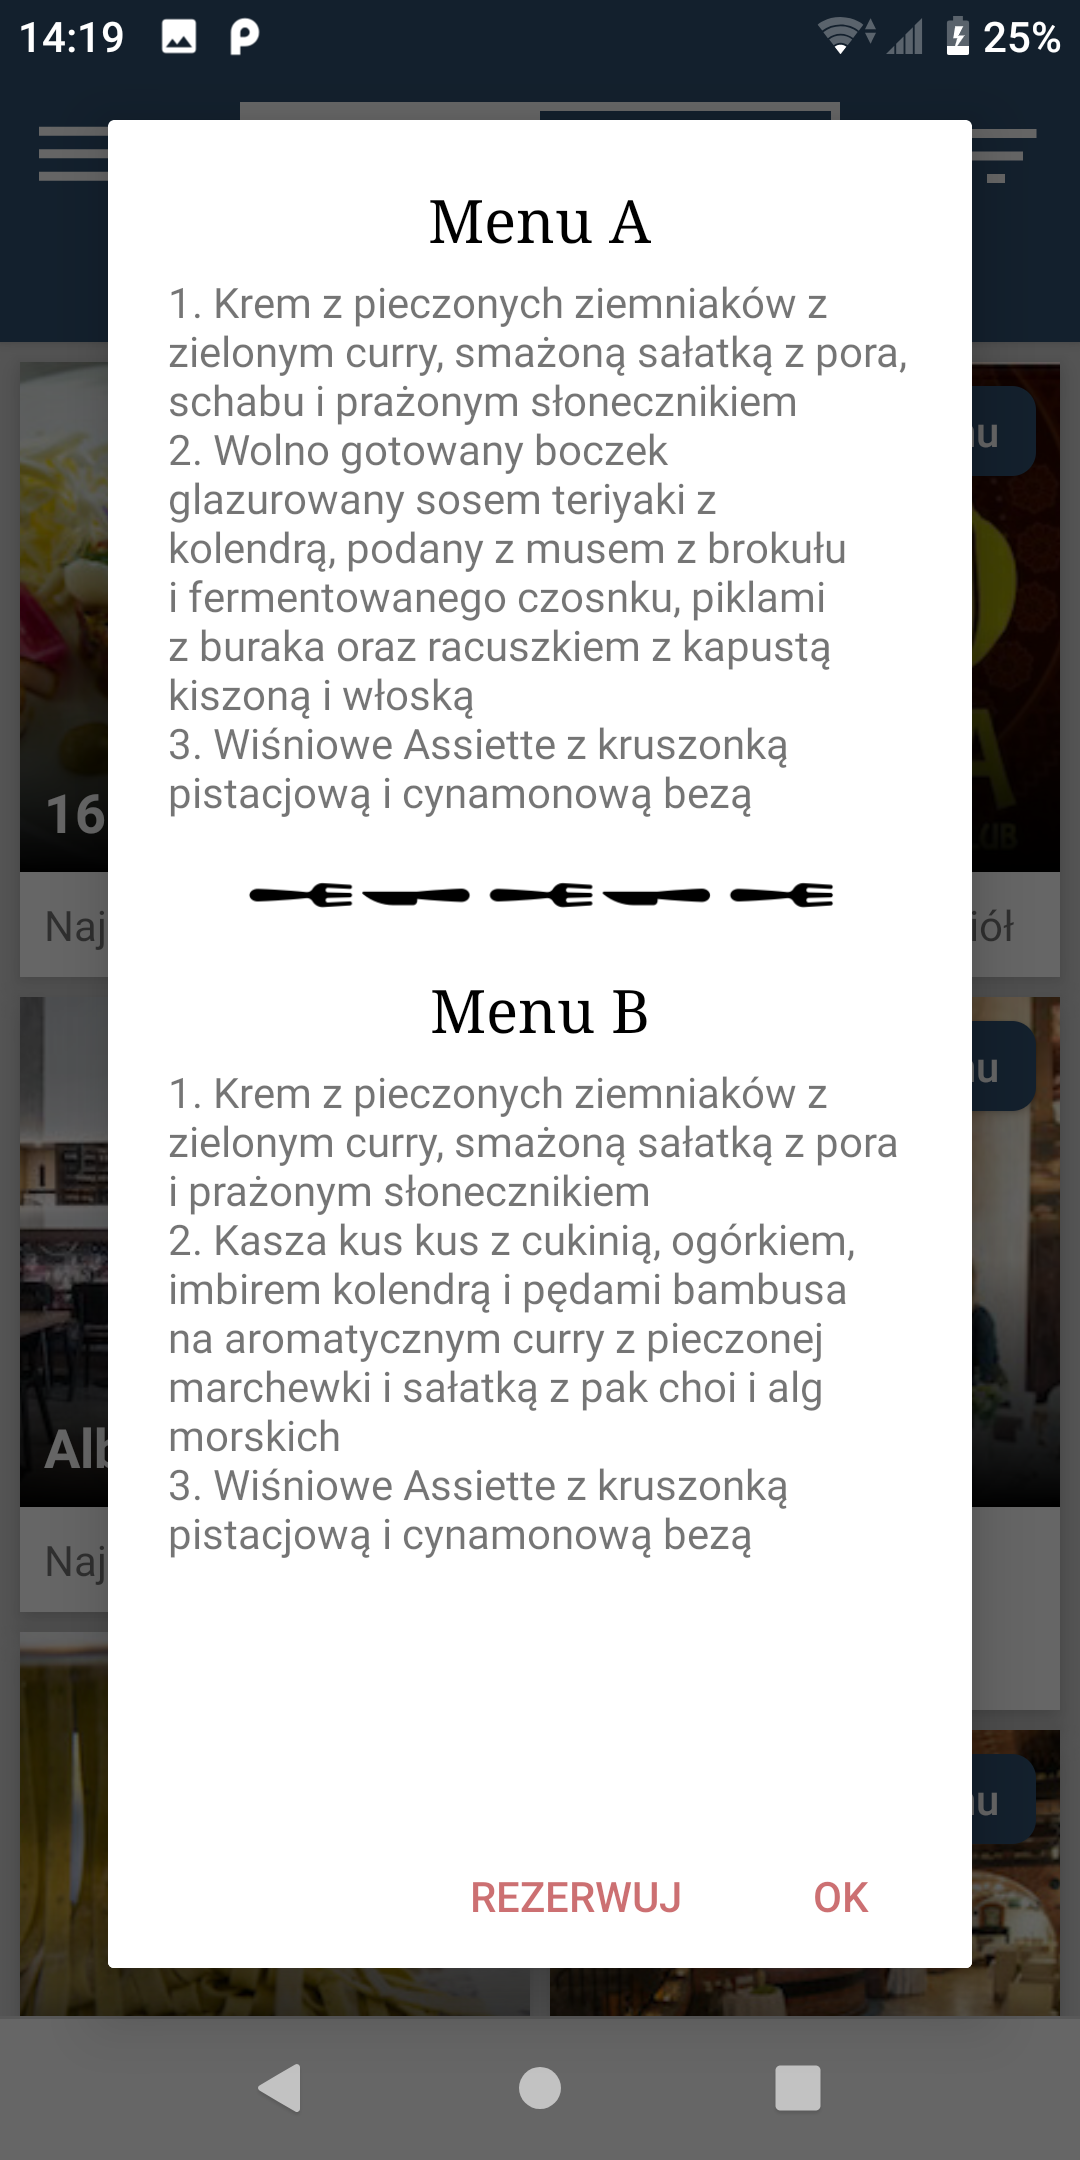 14:19
25%
Menu A
1. Krem z pieczonych ziemniaków z
zielonym curry, smażoną sałatką z pora,
schabu i prażonym słonecznikiem
2. Wolno gotowany boczek
glazurowany sosem teriyaki z
kolendrą, podany z musem z brokułu
i fermentowanego czosnku, piklami
z buraka oraz racuszkiem z kapustą
kiszoną i włoską
3. Wiśniowe Assiette z kruszonką
pistacjową i cynamonową bezą
Menu B
1. Krem z pieczonych ziemniaków z
zielonym curry, smażoną sałatką z pora
i prażonym słonecznikiem
2. Kasza kus kus z cukinią, ogórkiem,
imbirem kolendrą i pędami bambusa
na aromatycznym curry z pieczonej
marchewki i sałatką z pak choi i alg
morskich
3. Wiśniowe Assiette z kruszonką
pistacjową i cynamonową bezą
REZERWUJ
OK
16
Naj